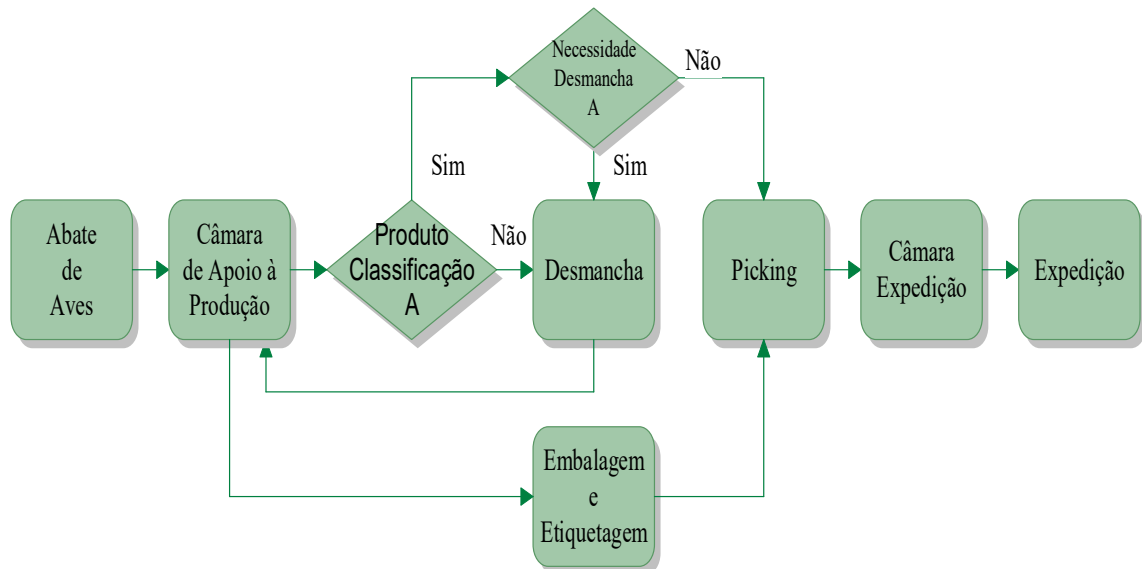 Necessidade
Desmancha
A
Não
Sim
Sim
Abate
de
Aves
Câmara
de Apoio à
Produção
Produto
Classificação
A
Não
Desmancha
Picking
Câmara
Expedição
Expedição
Embalagem
e
Etiquetagem